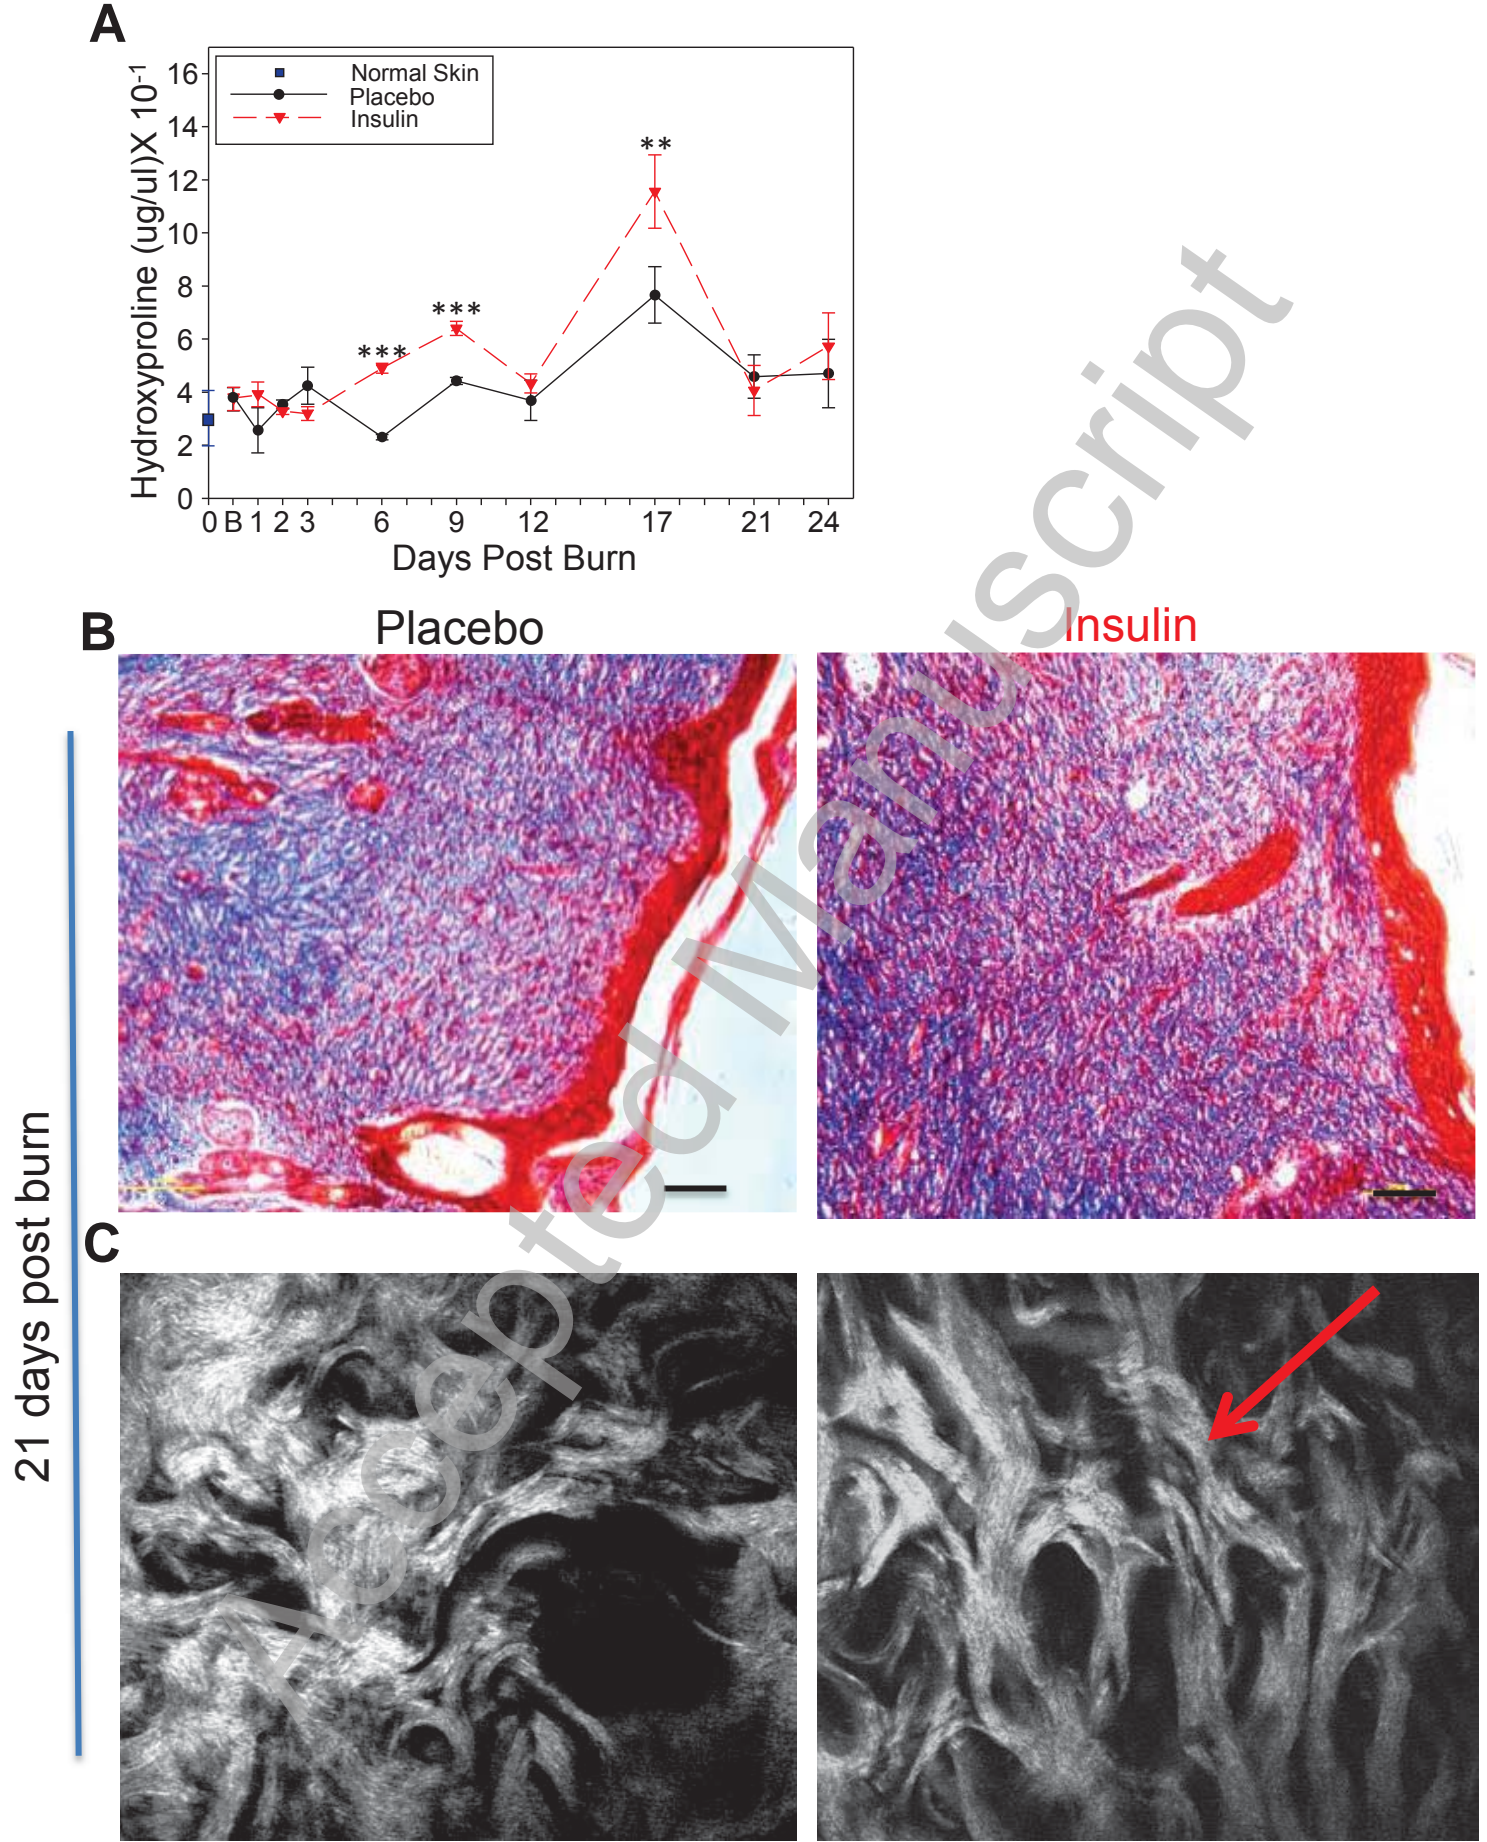 A
Hydroxyproline (ug/ul)X 10-1
16
14
12
10
8
6
4
2
0
Normal Skin
Placebo
Insulin
***
***
**
0 B 1 2 3 6 9 12 17 21 24
Days Post Burn
B
Placebo
Insulin
21 days post burn
C
Accepted Manuscript